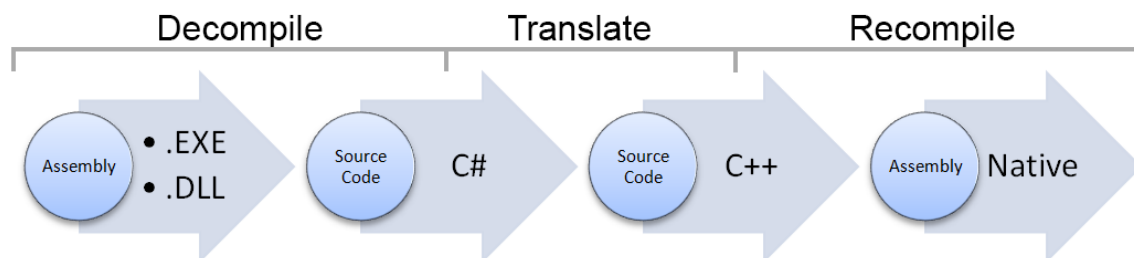 Decompile
Translate
Recompile
Assembly
• .EXE
• .DLL
Source
Code
C#
Source
Code
C++
Assembly
Native